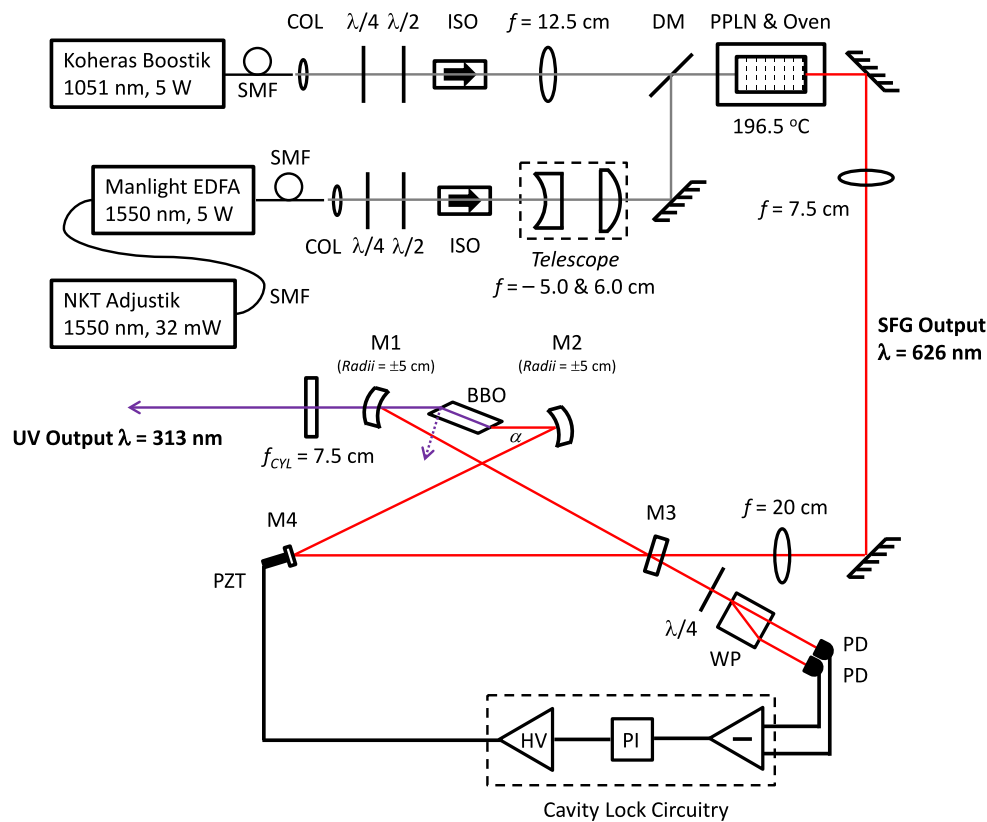 COL λ/4 λ/2 ISO f = 12.5 cm DM PPLN & Oven
Koheras Boostik
1051 nm, 5 W
SMF
196.5 °C
SMF
Manlight EDFA
1550 nm, 5 W
f = 7.5 cm
COL λ/4 λ/2 ISO
Telescope
f = – 5.0 & 6.0 cm
NKT Adjustik
1550 nm, 32 mW
SMF
SFG Output
λ = 626 nm
M1
(Radii = ±5 cm)
M2
(Radii = ±5 cm)
BBO
α
UV Output λ = 313 nm
fCYL = 7.5 cm
f = 20 cm
M4
M3
PZT
λ/4
WP
PD
PD
HV
PI
–
Cavity Lock Circuitry